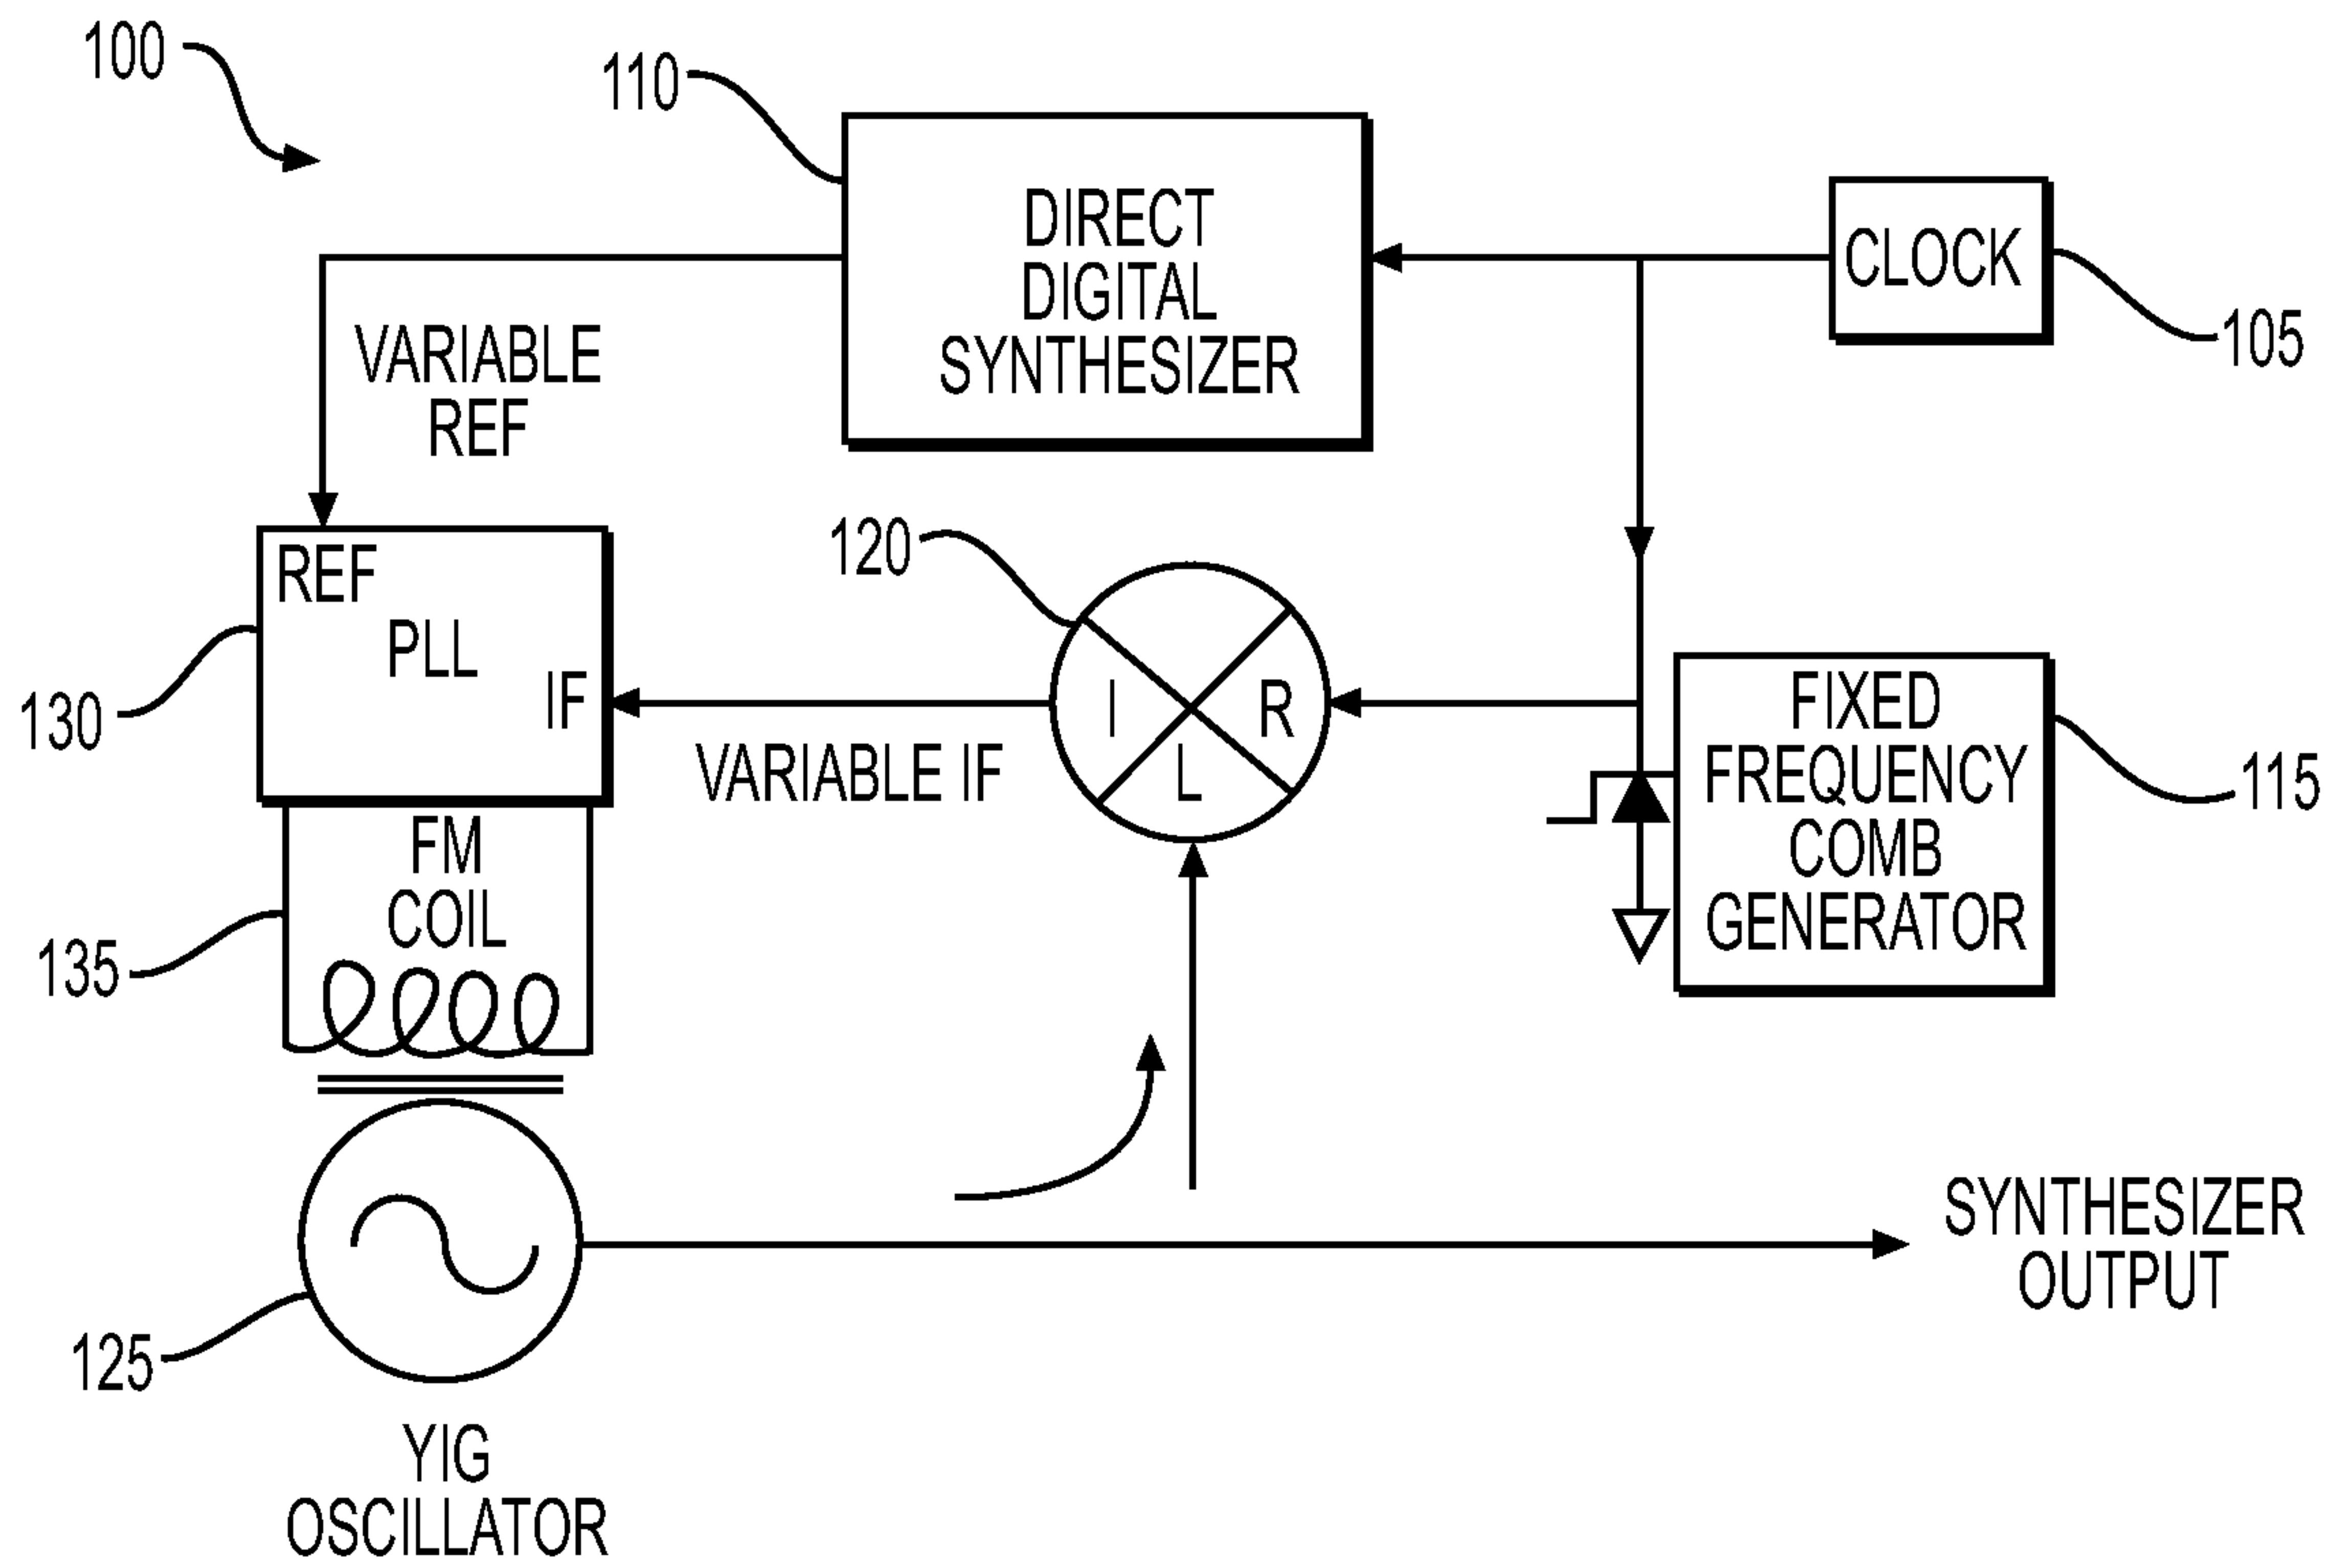 100
110
DIRECT
DIGITAL
SYNTHESIZER
CLOCK
105
VARIABLE
REF
REF
PLL
IF
130
120
I
R
L
VARIABLE IF
FIXED
FREQUENCY
COMB
GENERATOR
115
FM
COIL
135
SYNTHESIZER
OUTPUT
125
YIG
OSCILLATOR